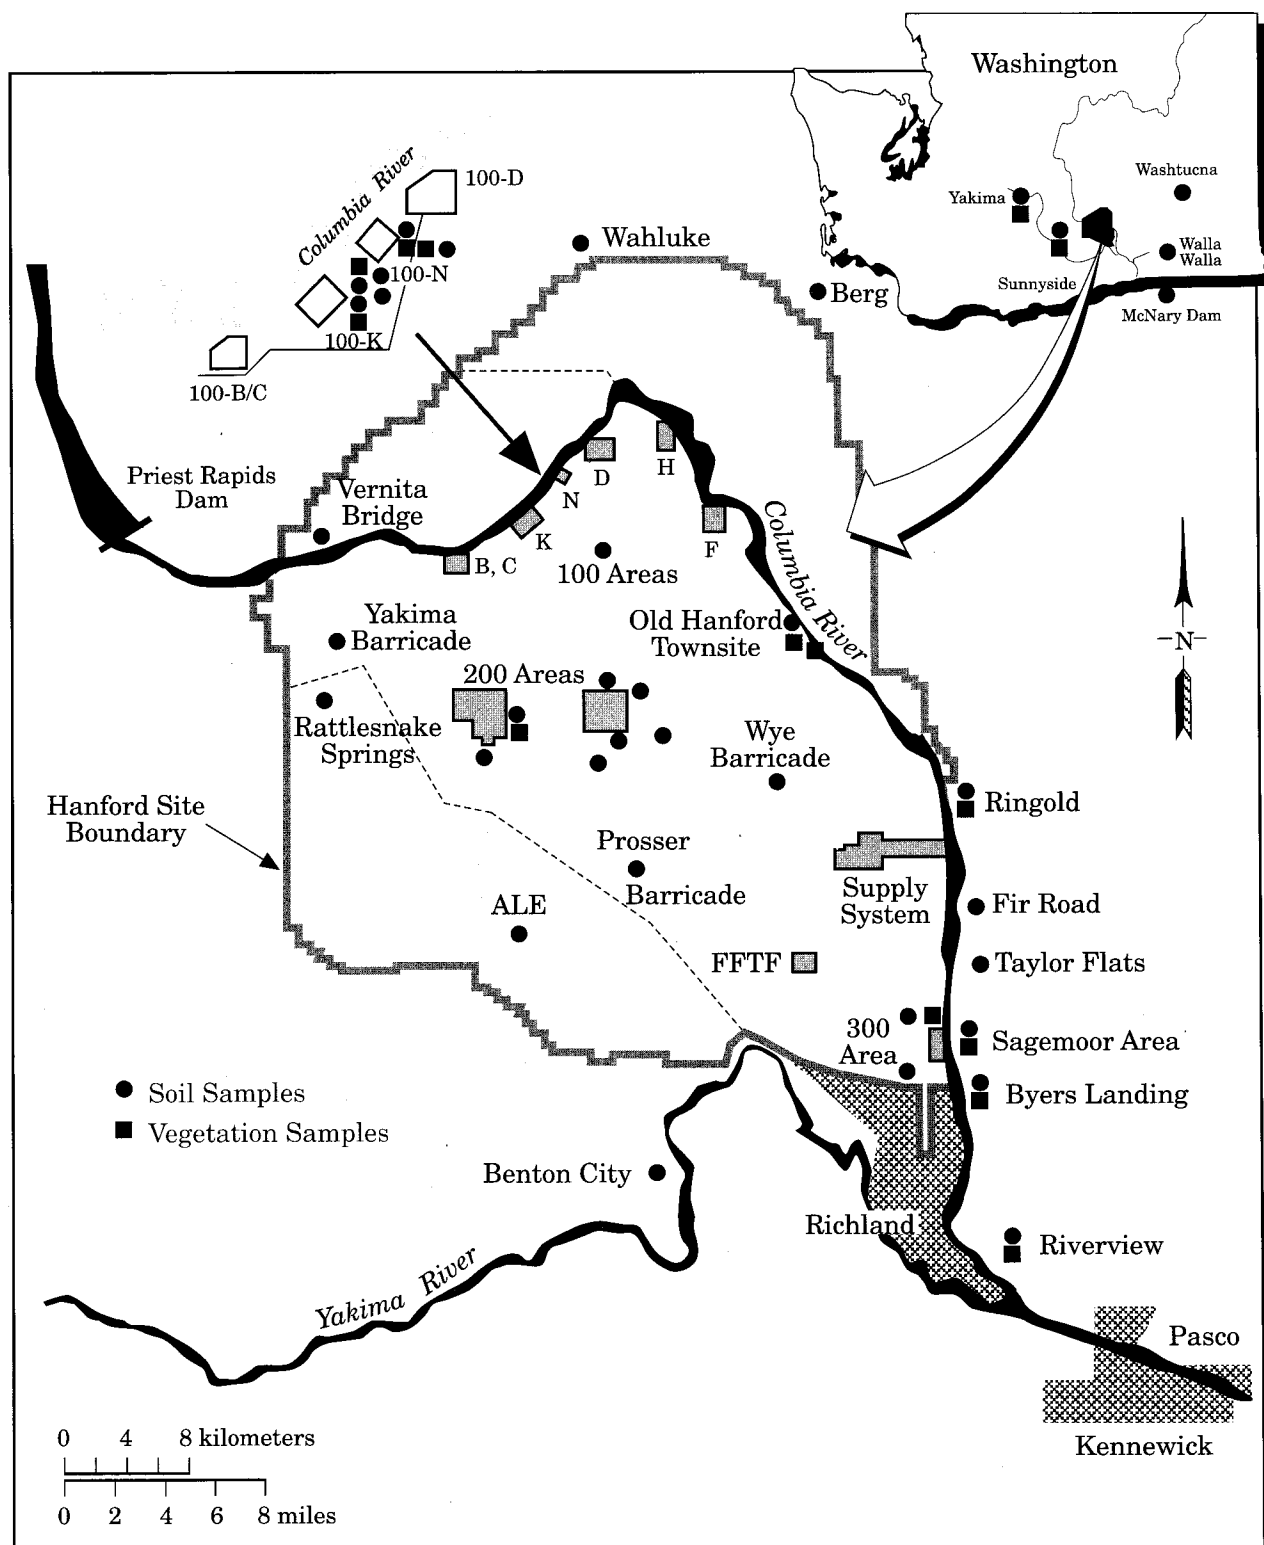 Washington
Washtucna
Yakima
Walla
Walla
Sunnyside
McNary Dam
Columbia River
100-D
100-N
100-K
100-B/C
Wahluke
Berg
Priest Rapids
Dam
Vernita
Bridge
D
H
N
K
F
B, C
100 Areas
Columbia River
Yakima
Barricade
Old Hanford
Townsite
-N-
200 Areas
Rattlesnake
Springs
Wye
Barricade
Hanford Site
Boundary
Ringold
Prosser
Barricade
Supply
System
ALE
Fir Road
FFTF
Taylor Flats
300
Area
Sagemoor Area
Byers Landing
Soil Samples
Vegetation Samples
Benton City
Richland
Riverview
Yakima River
Pasco
Kennewick
0 4 8 kilometers
0 2 4 6 8 miles